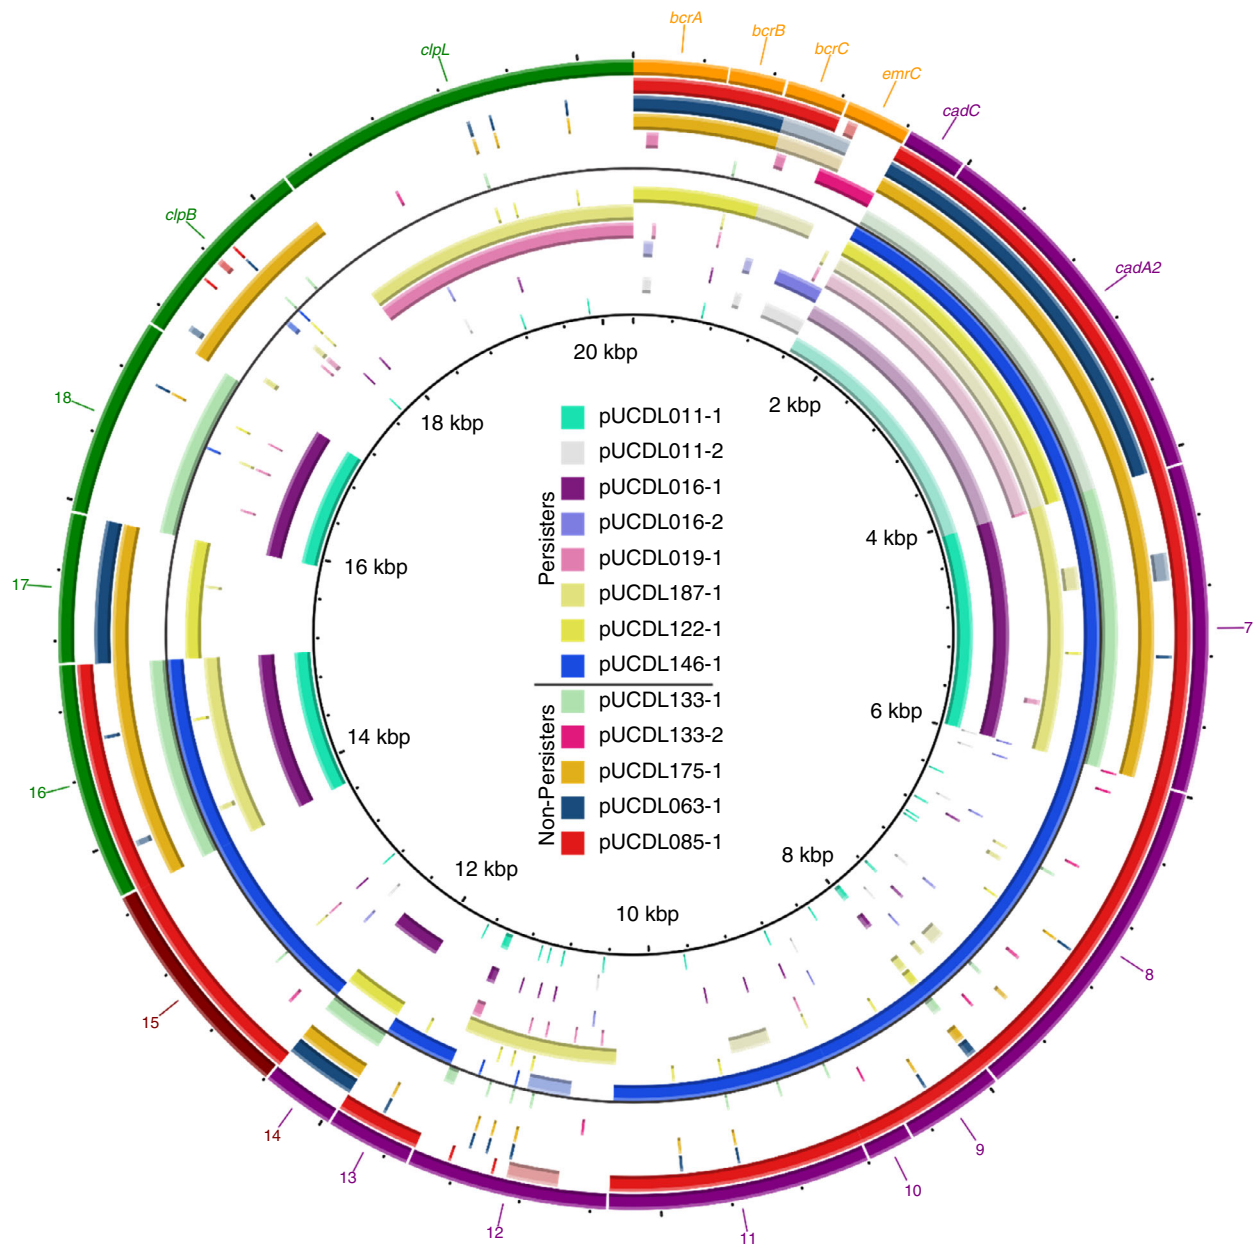 bcrA
bcrB
bcrC
emrC
cadC
cadA2
7
8
9
10
11
12
13
14
15
16
17
18
clpB
clpL
20 kbp
2 kbp
4 kbp
6 kbp
8 kbp
10 kbp
12 kbp
14 kbp
16 kbp
18 kbp
Persisters
pUCDL011-1
pUCDL011-2
pUCDL016-1
pUCDL016-2
pUCDL019-1
pUCDL187-1
pUCDL122-1
pUCDL146-1
Non-Persisters
pUCDL133-1
pUCDL133-2
pUCDL175-1
pUCDL063-1
pUCDL085-1